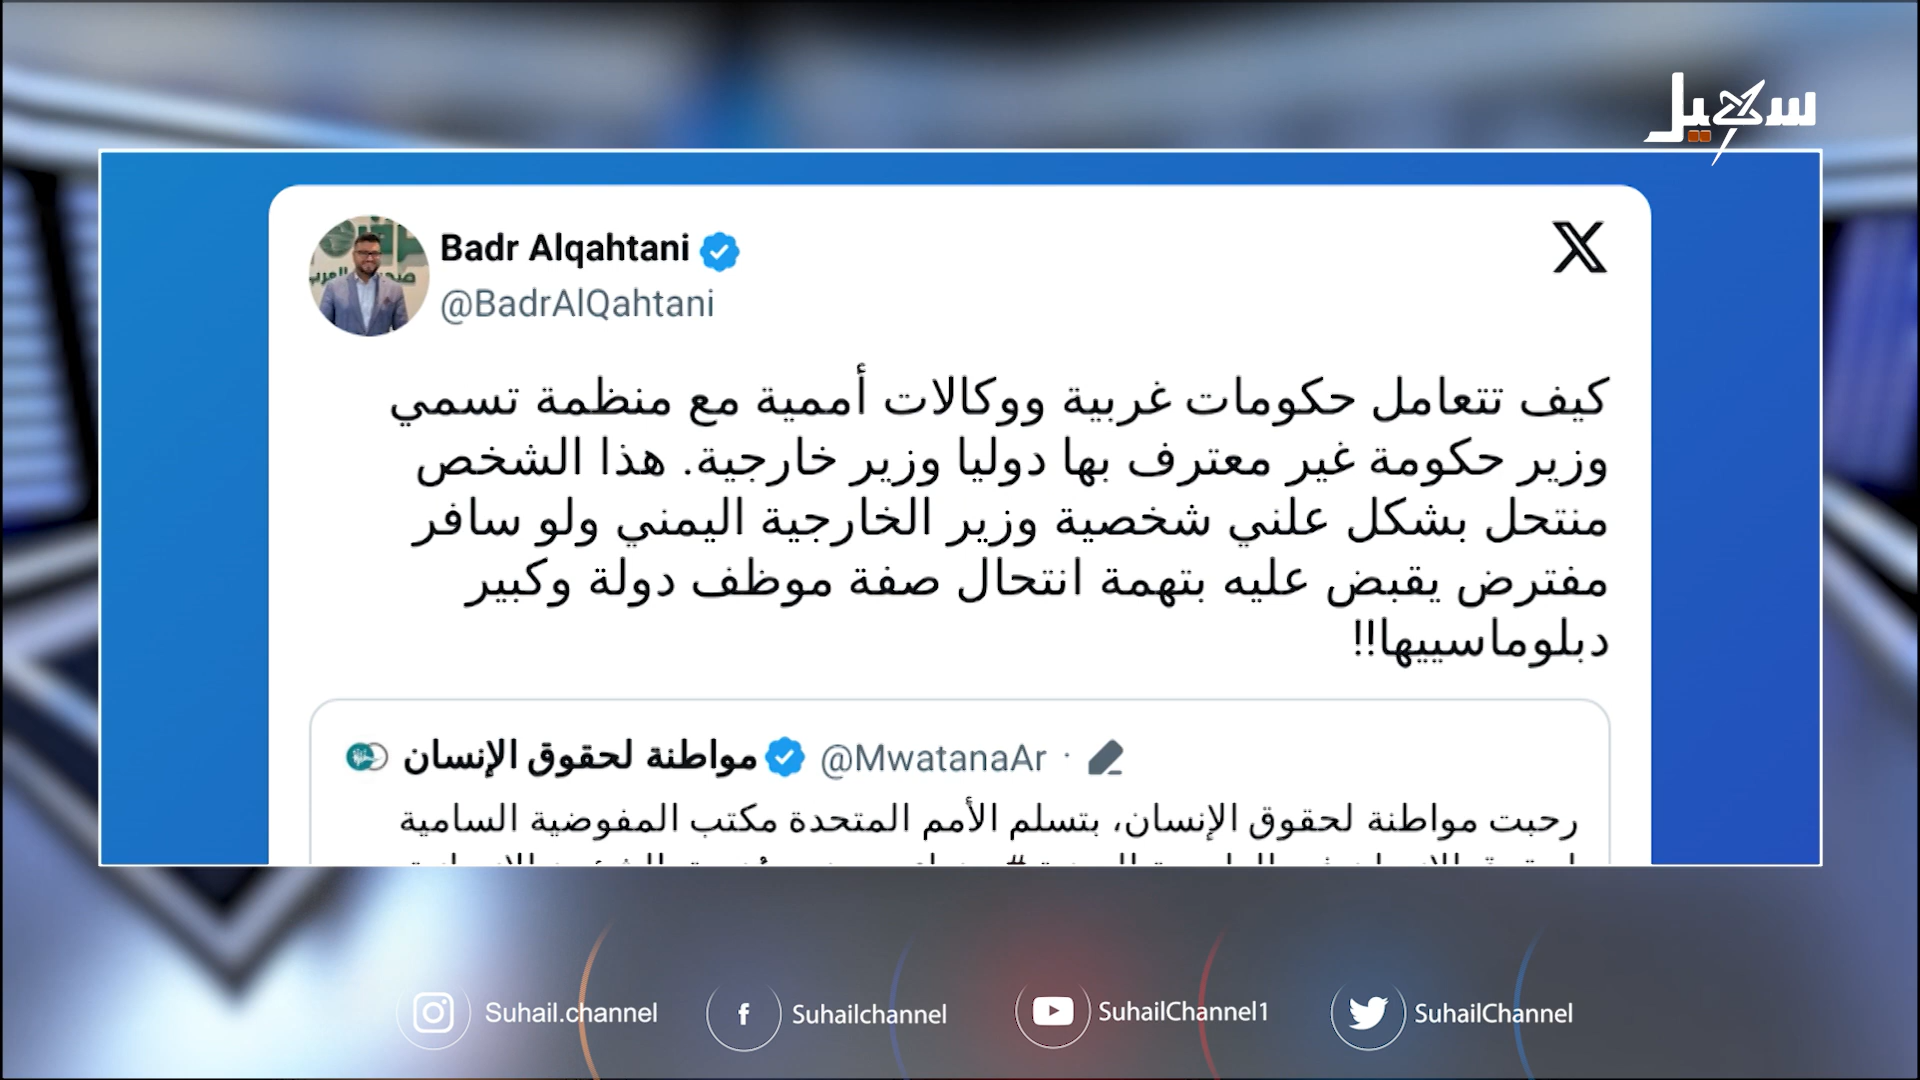 سهيل
Badr Alqahtani
@BadrAlQahtani
كيف تتعامل حكومات غربية ووكالات أممية مع منظمة تسمي
وزير حكومة غير معترف بها دوليا وزير خارجية. هذا الشخص
منتحل بشكل علني شخصية وزير الخارجية اليمني ولو سافر
مفترض يقبض عليه بتهمة انتحال صفة موظف دولة وكبير
دبلوماسييها!!
مواطنة لحقوق الإنسان @MwatanaAr ·
رحبت مواطنة لحقوق الإنسان، بتسلم الأمم المتحدة مكتب المفوضية السامية
Suhail.channel
Suhailchannel
SuhailChannel1
SuhailChannel